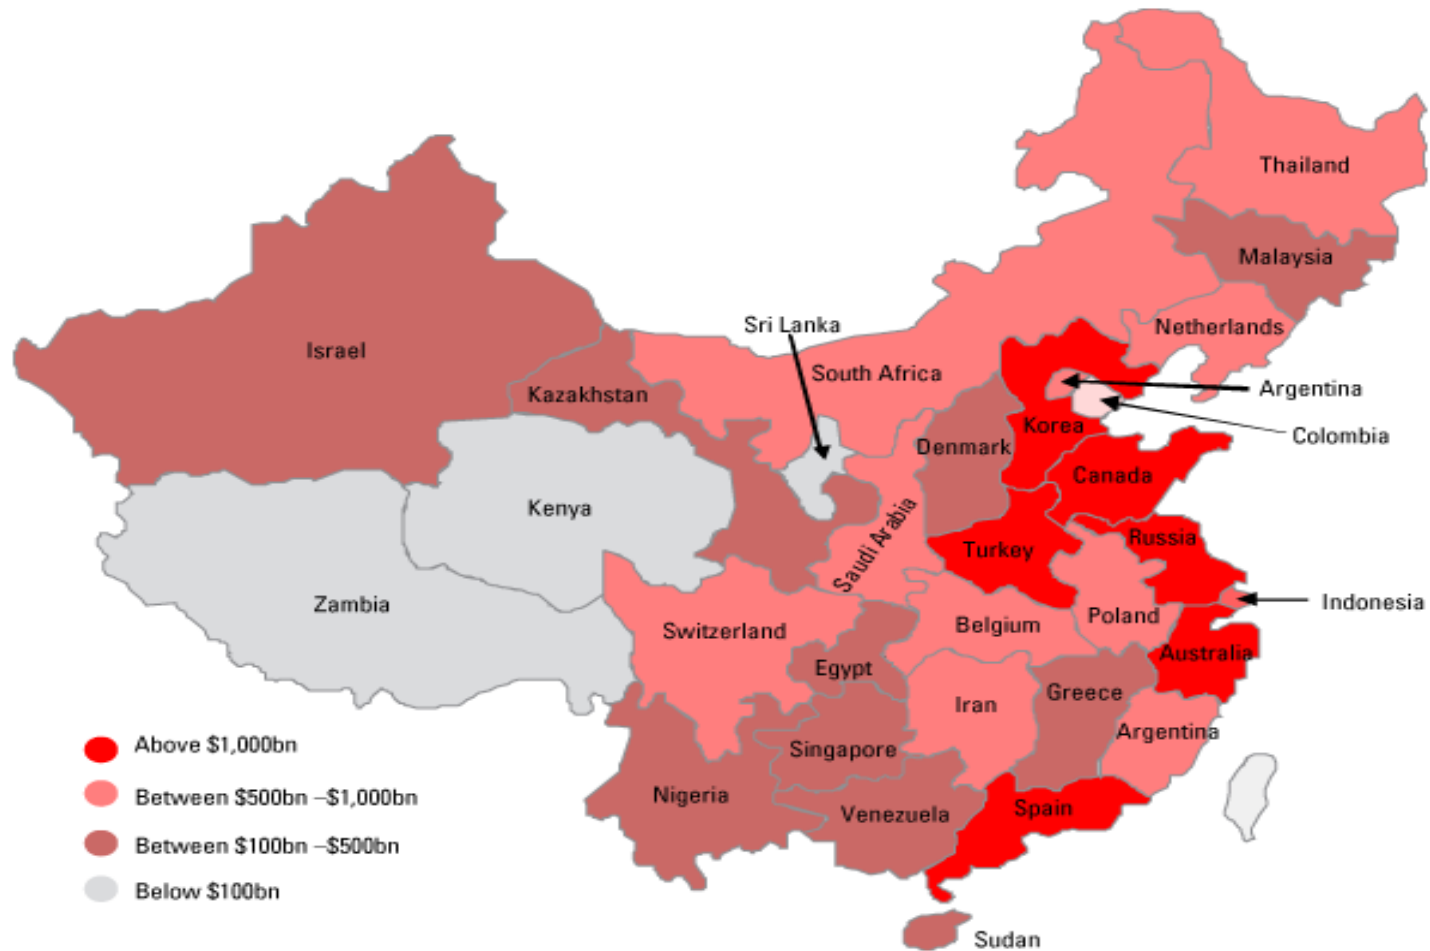 Thailand
Malaysia
Netherlands
Sri Lanka
Israel
South Africa
Kazakhstan
Argentina
Korea
Colombia
Denmark
Canada
Kenya
Saudi Arabia
Turkey
Russia
Zambia
Indonesia
Switzerland
Belgium
Poland
Australia
Egypt
Greece
Iran
Argentina
Singapore
Nigeria
Spain
Venezuela
Sudan
Above $1,000bn
Between $500bn –$1,000bn
Between $100bn –$500bn
Below $100bn